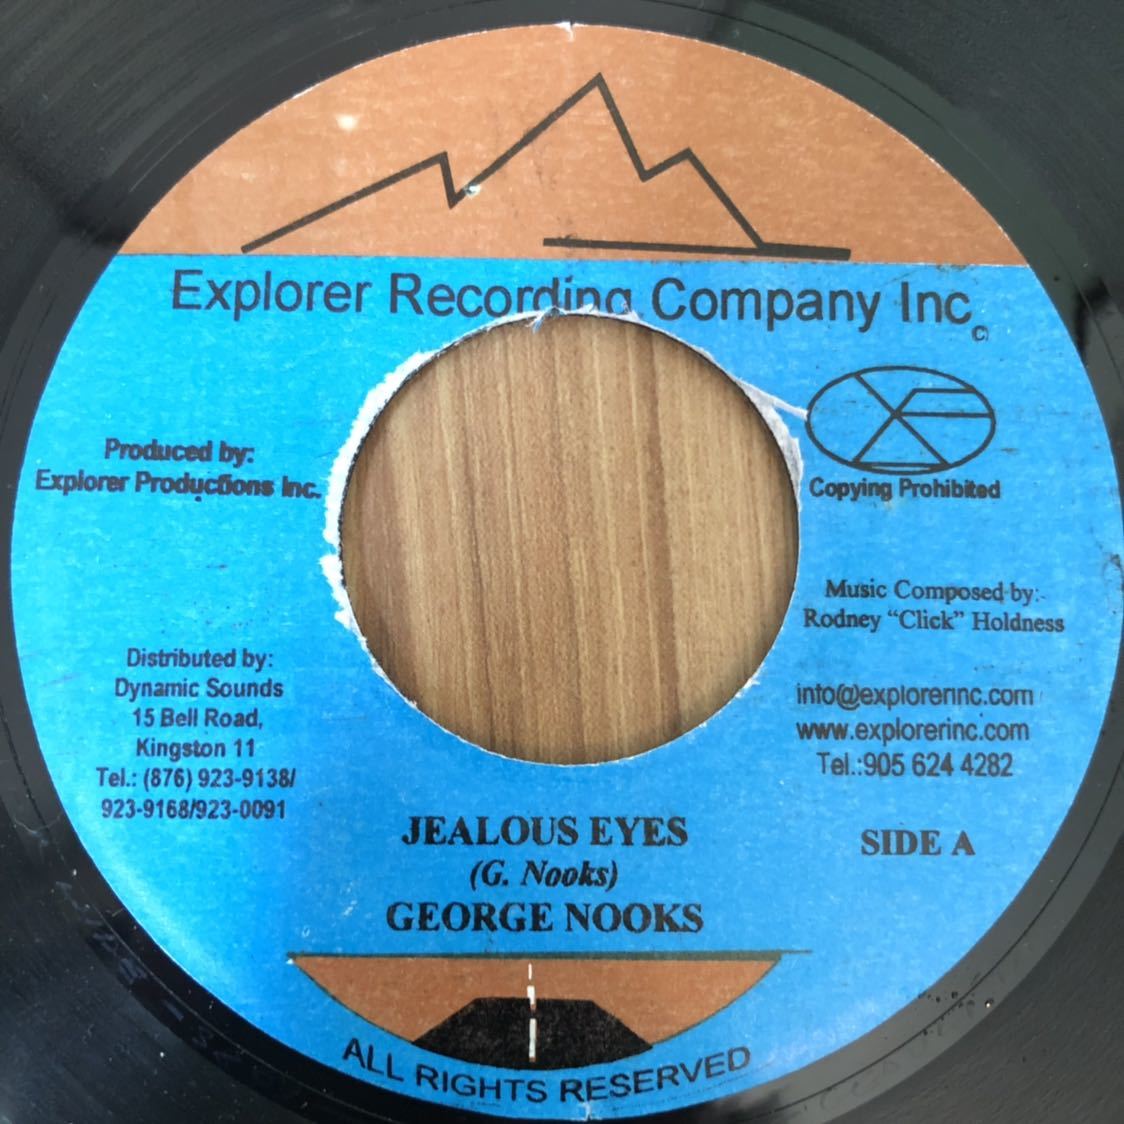 Explorer Recording Company Inc
©
Produced by:
Explorer Productions Inc.
Copying Prohibited
Music Composed by:-
Rodney “Click” Holdness
Distributed by:
Dynamic Sounds
15 Bell Road,
Kingston 11
Tel.: (876) 923-9138/
923-9168/923-0091
info@explorerinc.com
www.explorerinc.com
Tel.:905 624 4282
JEALOUS EYES
(G. Nooks)
GEORGE NOOKS
SIDE A
ALL RIGHTS RESERVED